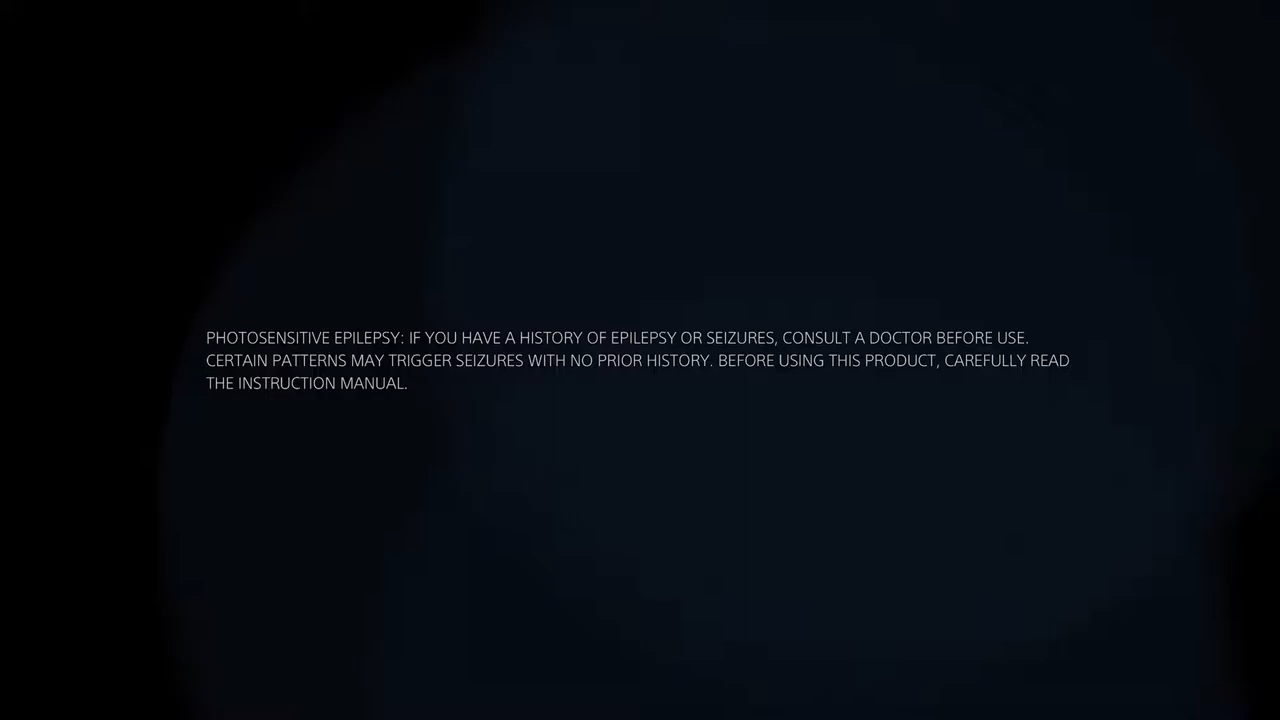 PHOTOSENSITIVE EPILEPSY: IF YOU HAVE A HISTORY OF EPILEPSY OR SEIZURES, CONSULT A DOCTOR BEFORE USE.
CERTAIN PATTERNS MAY TRIGGER SEIZURES WITH NO PRIOR HISTORY. BEFORE USING THIS PRODUCT, CAREFULLY READ
THE INSTRUCTION MANUAL.